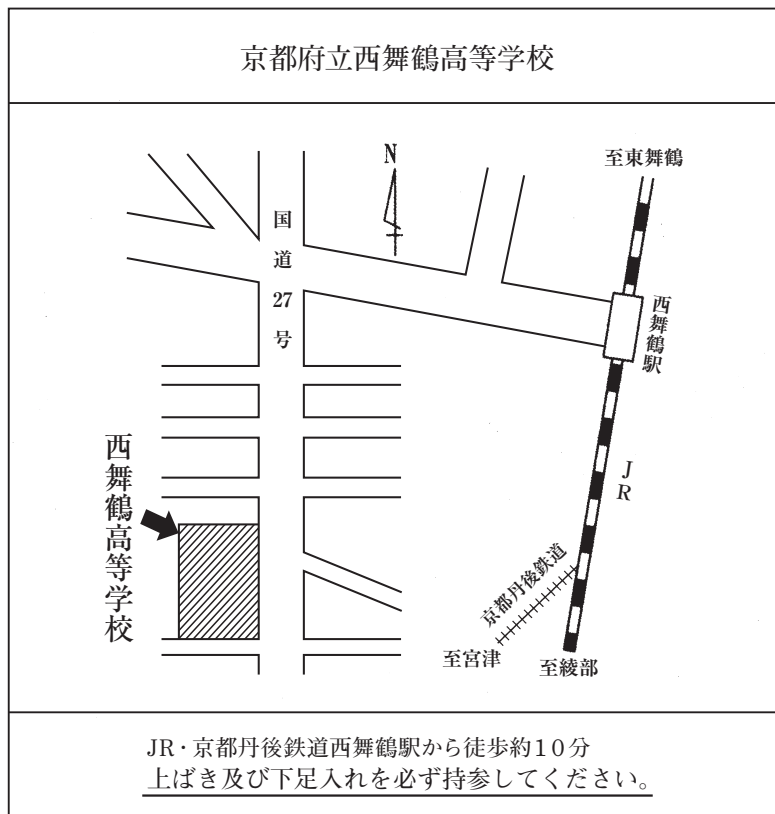 京都府立西舞鶴高等学校
N
至東舞鶴
国道27号
西舞鶴駅
西舞鶴高等学校
JR
京都丹後鉄道
至宮津
至綾部
JR・京都丹後鉄道西舞鶴駅から徒歩約10分
上ばき及び下足入れを必ず持参してください。